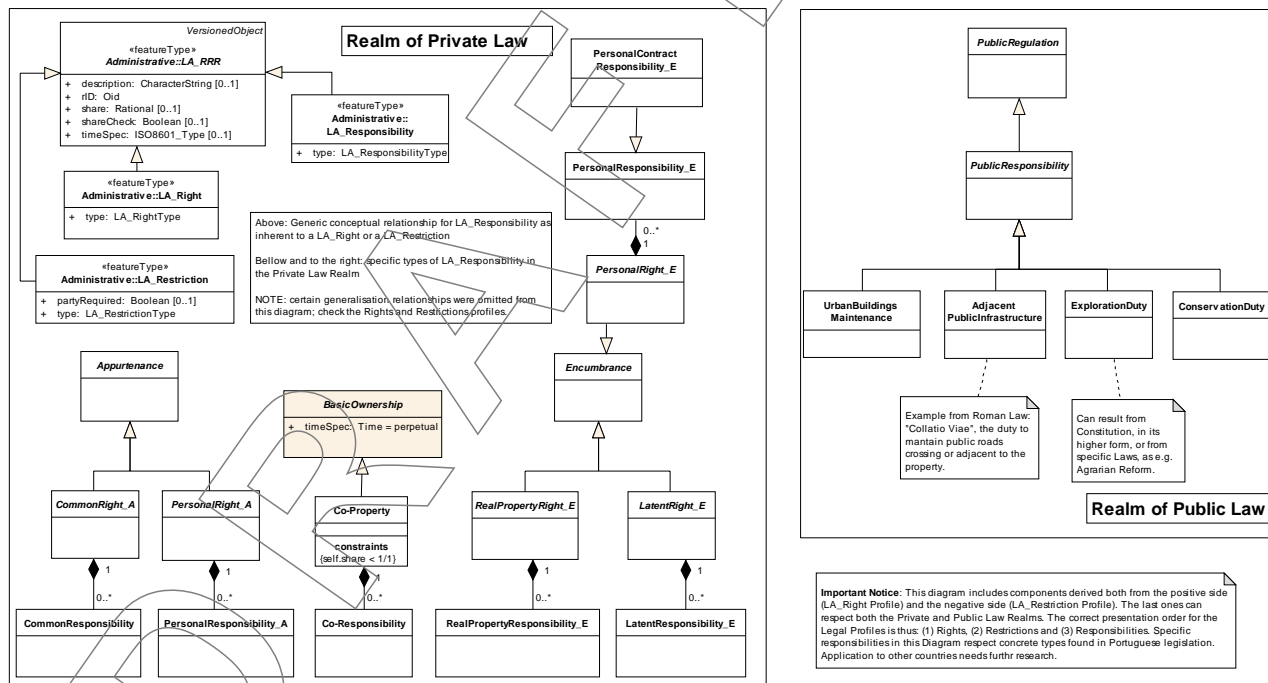 VersionedObject
«featureType»
Administrative::LA_RRR
+ description: CharacterString [0..1]
+ rID: Oid
+ share: Rational [0..1]
+ shareCheck: Boolean [0..1]
+ timeSpec: ISO8601_Type [0..1]
Realm of Private Law
«featureType»
Administrative::
LA_Responsibility
+ type: LA_ResponsibilityType
PersonalContract
Responsibility_E
PersonalResponsibility_E
0..*
1
PersonalRight_E
«featureType»
Administrative::LA_Right
+ type: LA_RightType
«featureType»
Administrative::LA_Restriction
+ partyRequired: Boolean [0..1]
+ type: LA_RestrictionType
Above: Generic conceptual relationship for LA_Responsibility as
inherent to a LA_Right or a LA_Restriction
Bellow and to the right: specific types of LA_Responsibility in
the Private Law Realm
NOTE: certain generalisation relationships were omitted from
this diagram; check the Rights and Restrictions profiles.
Appurtenance
BasicOwnership
+ timeSpec: Time = perpetual
Encumbrance
CommonRight_A
PersonalRight_A
Co-Property
constraints
{self.share < 1/1}
RealPropertyRight_E
LatentRight_E
1
0..*
1
0..*
1
0..*
1
0..*
1
0..*
CommonResponsibility
PersonalResponsibility_A
Co-Responsibility
RealPropertyResponsibility_E
LatentResponsibility_E
PublicRegulation
PublicResponsibility
UrbanBuildings
Maintenance
Adjacent
PublicInfrastructure
ExplorationDuty
ConservationDuty
Example from Roman Law:
"Collatio Viae", the duty to
mantain public roads
crossing or adjacent to the
property.
Can result from
Constitution, in its
higher form, or from
specific Laws, as e.g.
Agrarian Reform.
Realm of Public Law
Important Notice: This diagram includes components derived both from the positive side
(LA_Right Profile) and the negative side (LA_Restriction Profile). The last ones can
respect both the Private and Public Law Realms. The correct presentation order for the
Legal Profiles is thus: (1) Rights, (2) Restrictions and (3) Responsibilities. Specific
responsibilities in this Diagram respect concrete types found in Portuguese legislation.
Application to other countries needs furthr research.